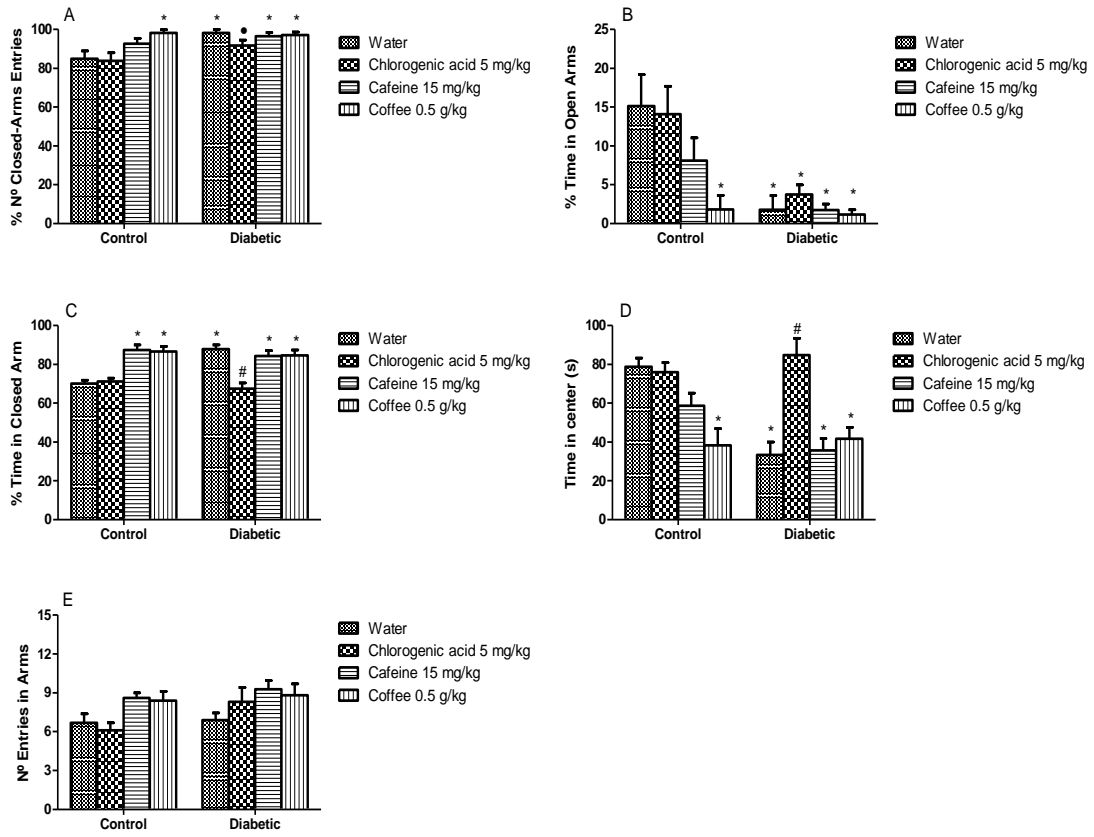 A
% Nº Closed-Arms Entries
100
80
60
40
20
0
* * ● * *
Control Diabetic
Water
Chlorogenic acid 5 mg/kg
Cafeine 15 mg/kg
Coffee 0.5 g/kg
B
% Time in Open Arms
25
20
15
10
5
0
* * * * *
Control Diabetic
Water
Chlorogenic acid 5 mg/kg
Cafeine 15 mg/kg
Coffee 0.5 g/kg
C
% Time in Closed Arm
100
80
60
40
20
0
* * * # * *
Control Diabetic
Water
Chlorogenic acid 5 mg/kg
Cafeine 15 mg/kg
Coffee 0.5 g/kg
D
Time in center (s)
100
80
60
40
20
0
* * # * *
Control Diabetic
Water
Chlorogenic acid 5 mg/kg
Cafeine 15 mg/kg
Coffee 0.5 g/kg
E
Nº Entries in Arms
15
12
9
6
3
0
Control Diabetic
Water
Chlorogenic acid 5 mg/kg
Cafeine 15 mg/kg
Coffee 0.5 g/kg